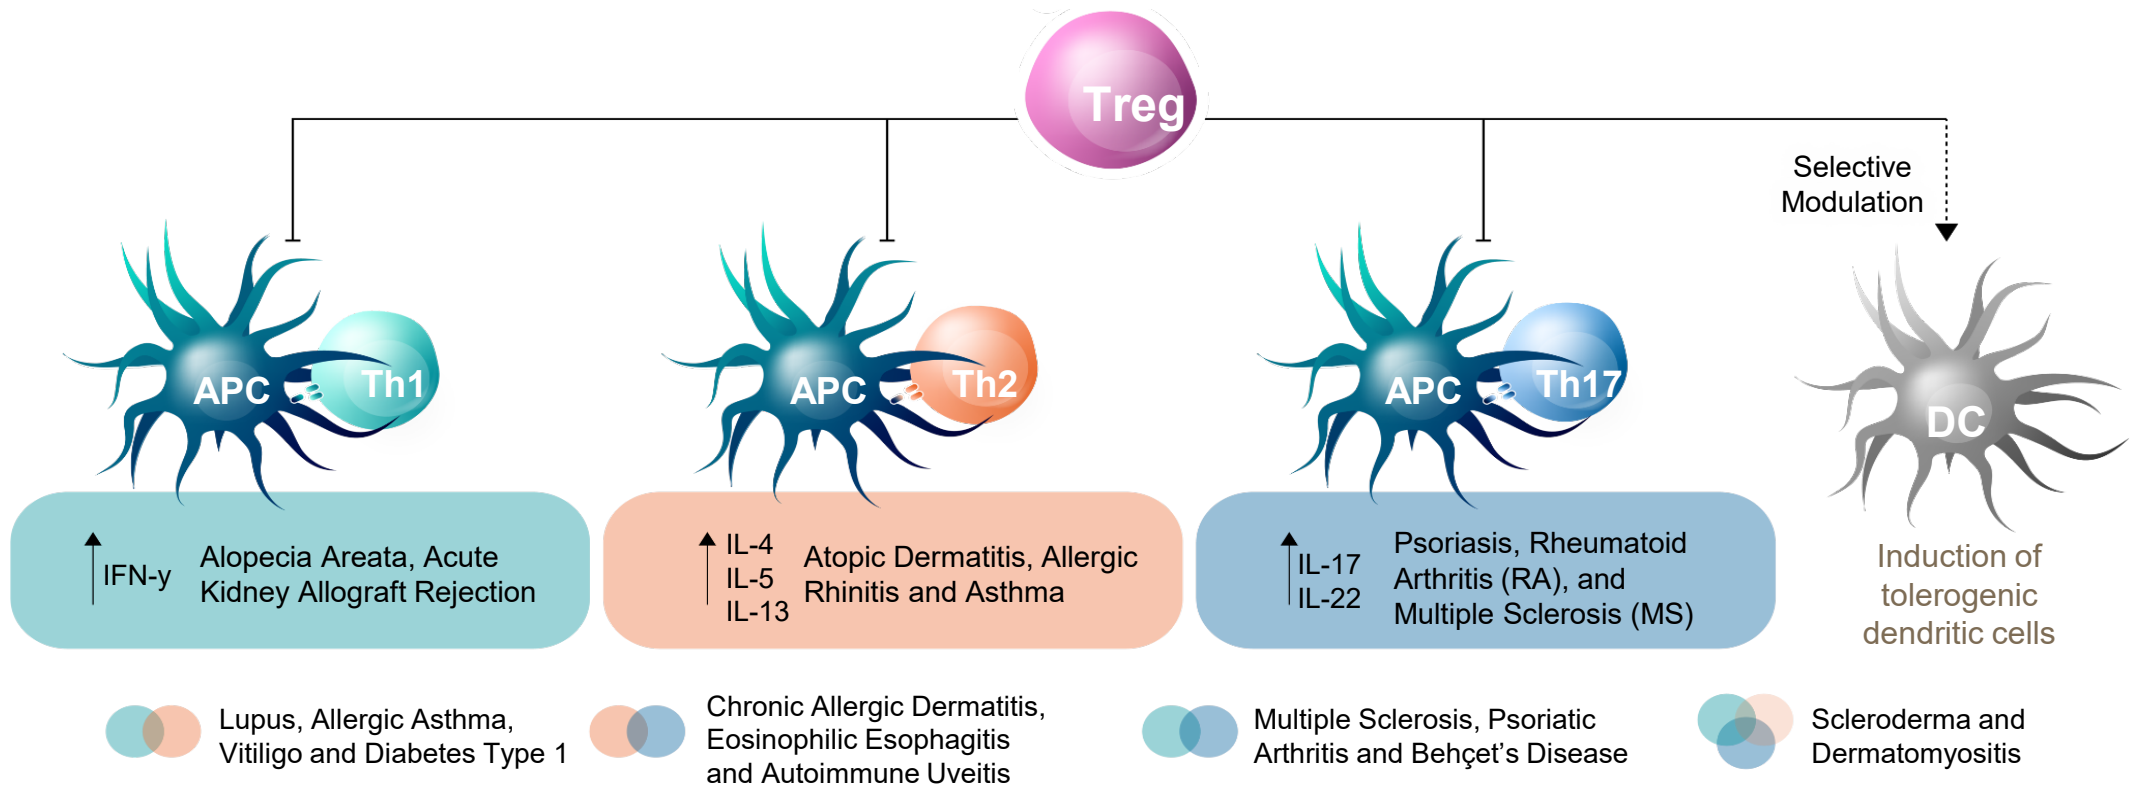 Treg
Selective
Modulation
APC
Th1
APC
Th2
APC
Th17
DC
IFN-y
Alopecia Areata, Acute
Kidney Allograft Rejection
IL-4
IL-5
IL-13
Atopic Dermatitis, Allergic
Rhinitis and Asthma
IL-17
IL-22
Psoriasis, Rheumatoid
Arthritis (RA), and
Multiple Sclerosis (MS)
Induction of
tolerogenic
dendritic cells
Lupus, Allergic Asthma,
Vitiligo and Diabetes Type 1
Chronic Allergic Dermatitis,
Eosinophilic Esophagitis
and Autoimmune Uveitis
Multiple Sclerosis, Psoriatic
Arthritis and Behçet’s Disease
Scleroderma and
Dermatomyositis